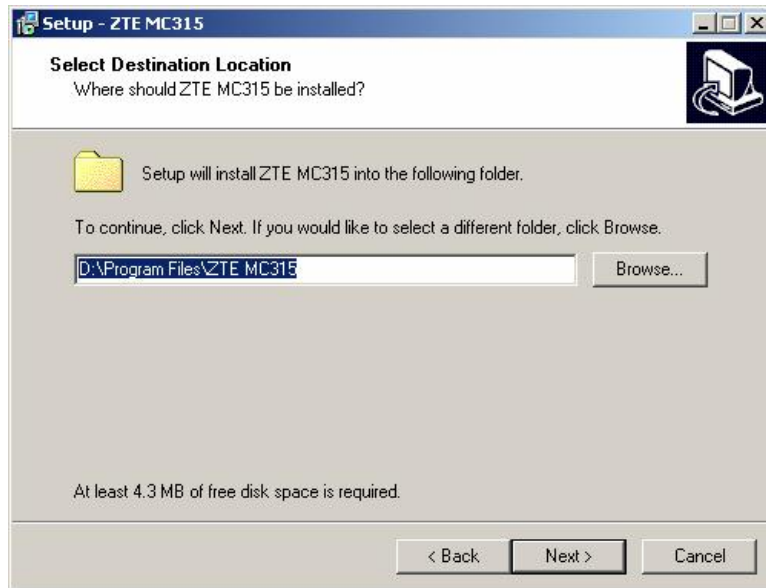 Setup - ZTE MC315
Select Destination Location
Where should ZTE MC315 be installed?
Setup will install ZTE MC315 into the following folder.
To continue, click Next. If you would like to select a different folder, click Browse.
D:\Program Files\ZTE MC315
Browse...
At least 4.3 MB of free disk space is required.
< Back
Next >
Cancel